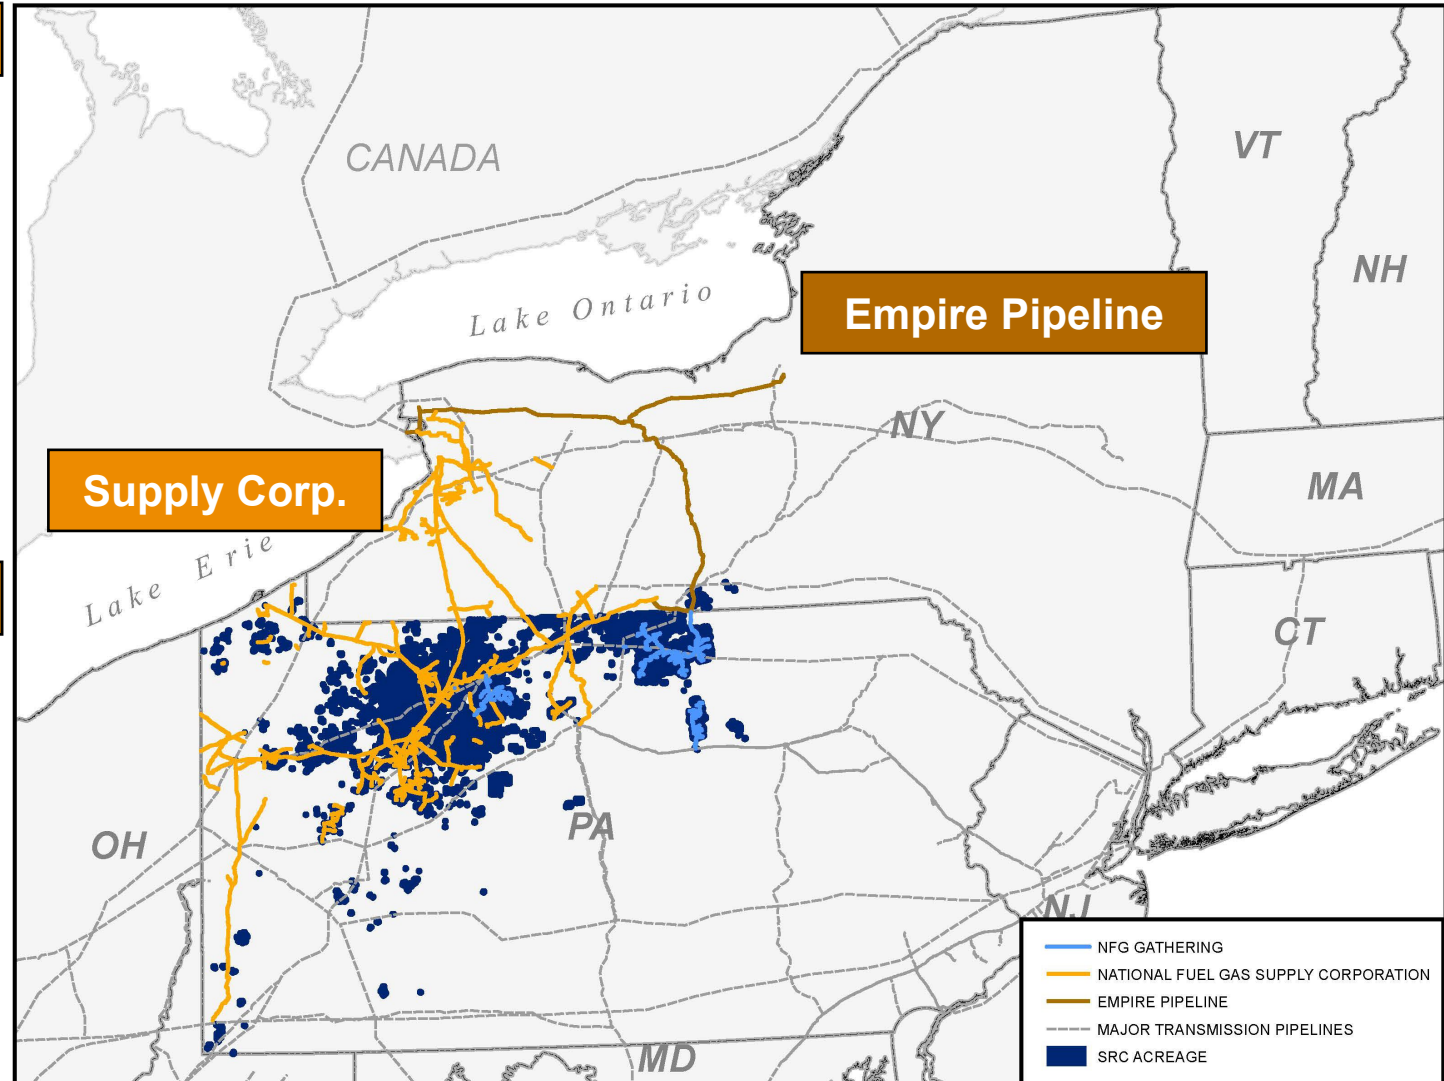 CANADA
VT
NH
Lake Ontario
Empire Pipeline
NY
Supply Corp.
MA
Lake Erie
CT
OH
PA
NJ
MD
NFG GATHERING
NATIONAL FUEL GAS SUPPLY CORPORATION
EMPIRE PIPELINE
MAJOR TRANSMISSION PIPELINES
SRC ACREAGE